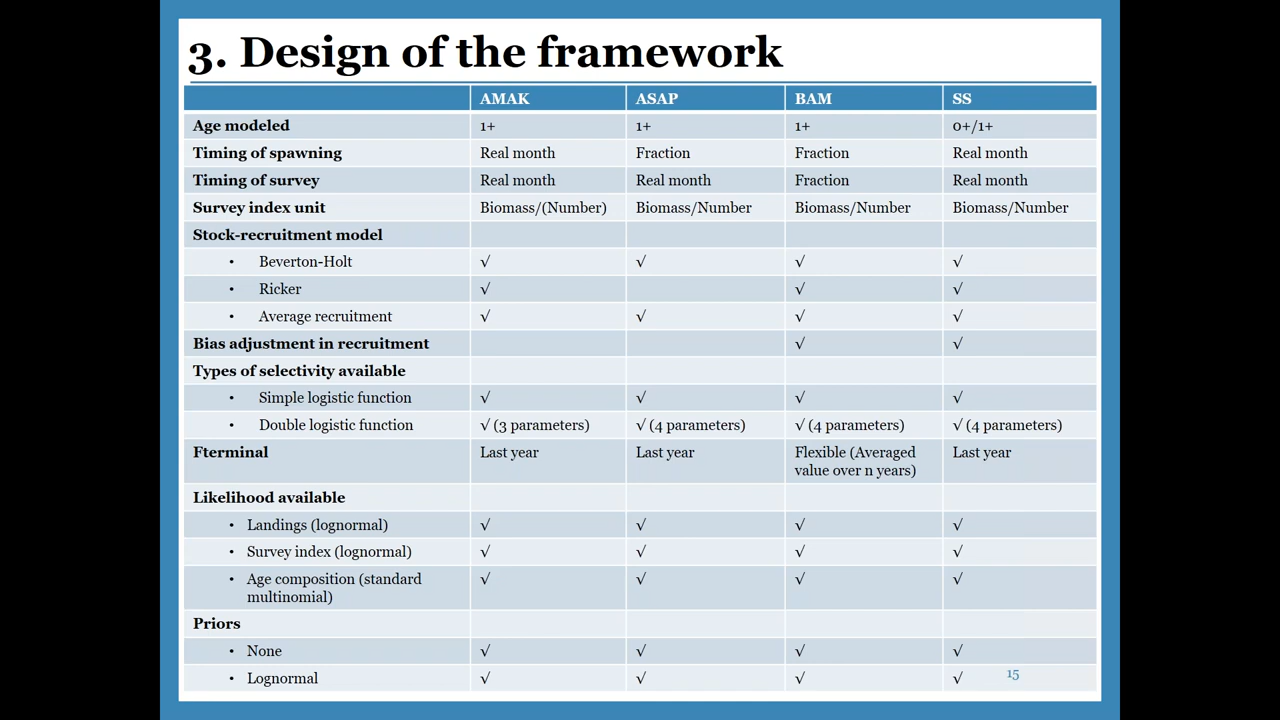 3. Design of the framework
AMAK ASAP BAM SS
Age modeled 1+ 1+ 1+ 0+/1+
Timing of spawning Real month Fraction Fraction Real month
Timing of survey Real month Real month Fraction Real month
Survey index unit Biomass/(Number) Biomass/Number Biomass/Number Biomass/Number
Stock-recruitment model
• Beverton-Holt √ √ √ √
• Ricker √ √ √
• Average recruitment √ √ √ √
Bias adjustment in recruitment √ √
Types of selectivity available
• Simple logistic function √ √ √ √
• Double logistic function √ (3 parameters) √ (4 parameters) √ (4 parameters) √ (4 parameters)
Fterminal Last year Last year Flexible (Averaged Last year
value over n years)
Likelihood available
• Landings (lognormal) √ √ √ √
• Survey index (lognormal) √ √ √ √
• Age composition (standard √ √ √ √
multinomial)
Priors
• None √ √ √ √
• Lognormal √ √ √ √
15